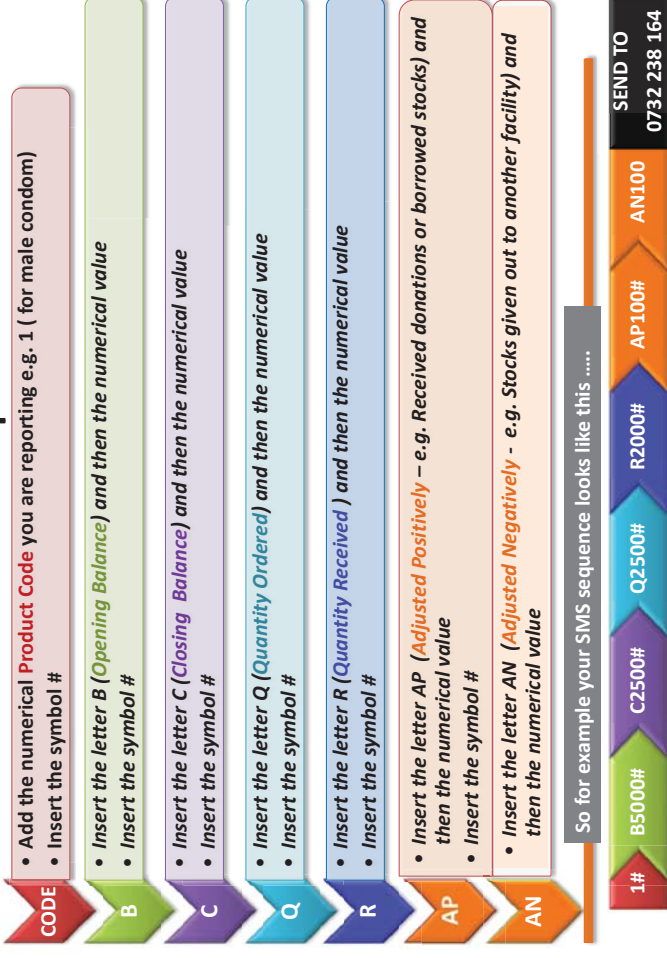 CODE
• Add the numerical Product Code you are reporting e.g. 1 ( for male condom)
• Insert the symbol #
B
• Insert the letter B (Opening Balance) and then the numerical value
• Insert the symbol #
C
• Insert the letter C (Closing Balance) and then the numerical value
• Insert the symbol #
Q
• Insert the letter Q (Quantity Ordered) and then the numerical value
• Insert the symbol #
R
• Insert the letter R (Quantity Received ) and then the numerical value
• Insert the symbol #
AP
• Insert the letter AP (Adjusted Positively – e.g. Received donations or borrowed stocks) and
then the numerical value
• Insert the symbol #
AN
• Insert the letter AN (Adjusted Negatively - e.g. Stocks given out to another facility) and
then the numerical value
So for example your SMS sequence looks like this .....
1# B5000# C2500# Q2500# R2000# AP100# AN100
SEND TO
0732 238 164